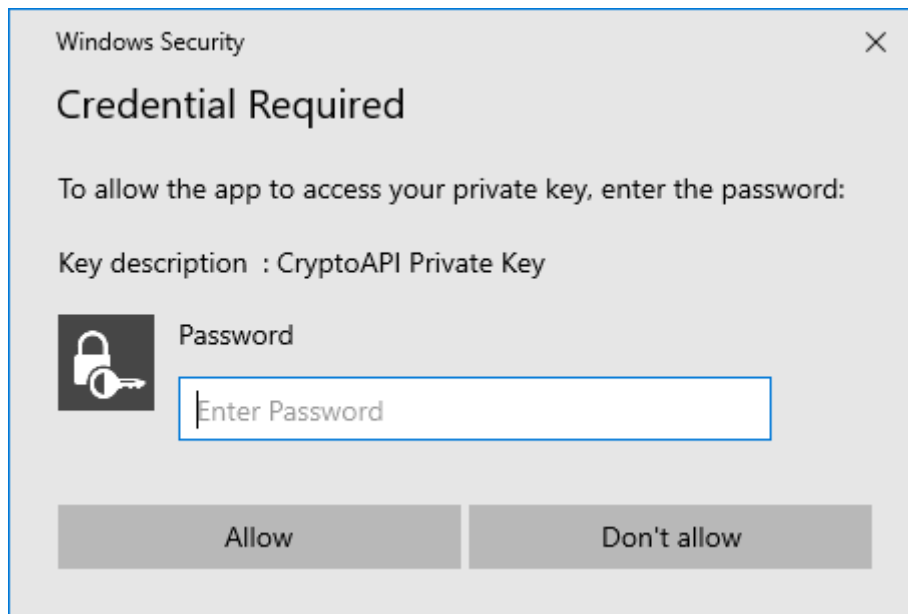 Windows Security
Credential Required
To allow the app to access your private key, enter the password:
Key description  : CryptoAPI Private Key
Password
Enter Password
Allow
Don't allow